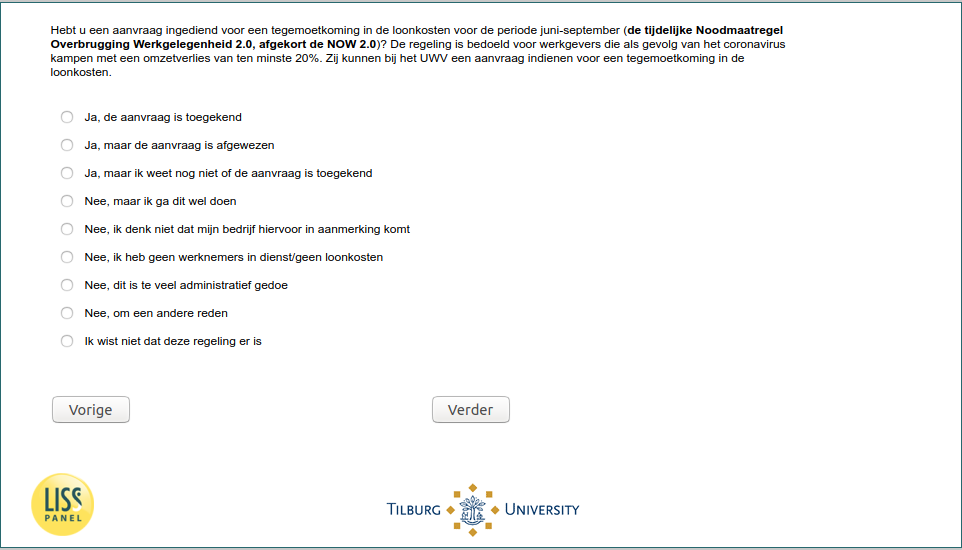 Hebt u een aanvraag ingediend voor een tegemoetkoming in de loonkosten voor de periode juni-september (de tijdelijke Noodmaatregel
Overbrugging Werkgelegenheid 2.0, afgekort de NOW 2.0)? De regeling is bedoeld voor werkgevers die als gevolg van het coronavirus
kampen met een omzetverlies van ten minste 20%. Zij kunnen bij het UWV een aanvraag indienen voor een tegemoetkoming in de
loonkosten.
Ja, de aanvraag is toegekend
Ja, maar de aanvraag is afgewezen
Ja, maar ik weet nog niet of de aanvraag is toegekend
Nee, maar ik ga dit wel doen
Nee, ik denk niet dat mijn bedrijf hiervoor in aanmerking komt
Nee, ik heb geen werknemers in dienst/geen loonkosten
Nee, dit is te veel administratief gedoe
Nee, om een andere reden
Ik wist niet dat deze regeling er is
Vorige Verder
LISS
PANEL
TILBURG UNIVERSITY